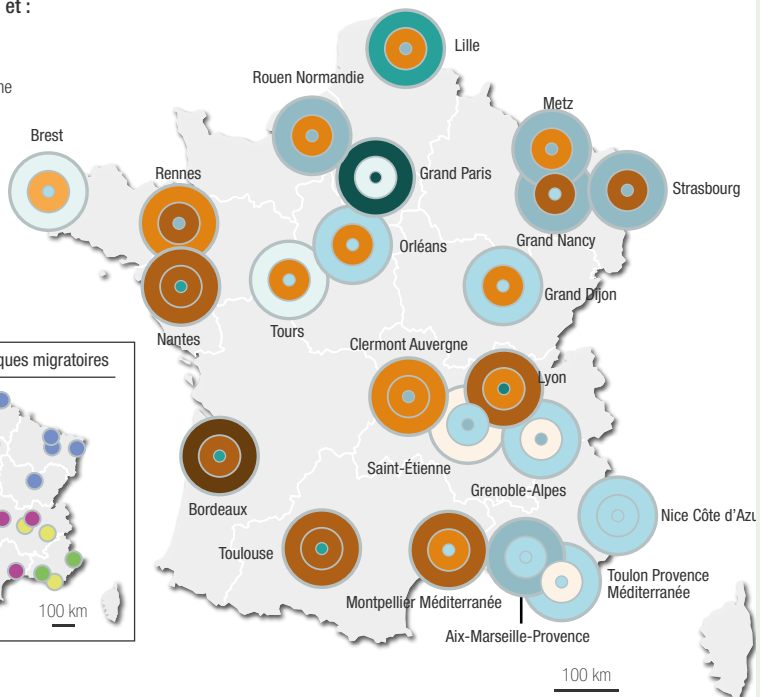 et :
ne
Lille
Rouen Normandie
Metz
Brest
Rennes
Grand Paris
Strasbourg
Grand Nancy
Orléans
Grand Dijon
Tours
Nantes
Clermont Auvergne
ques migratoires
Lyon
Saint-Étienne
Grenoble-Alpes
Bordeaux
Nice Côte d'Azu
Toulouse
Toulon Provence
Méditerranée
Montpellier Méditerranée
100 km
Aix-Marseille-Provence
100 km